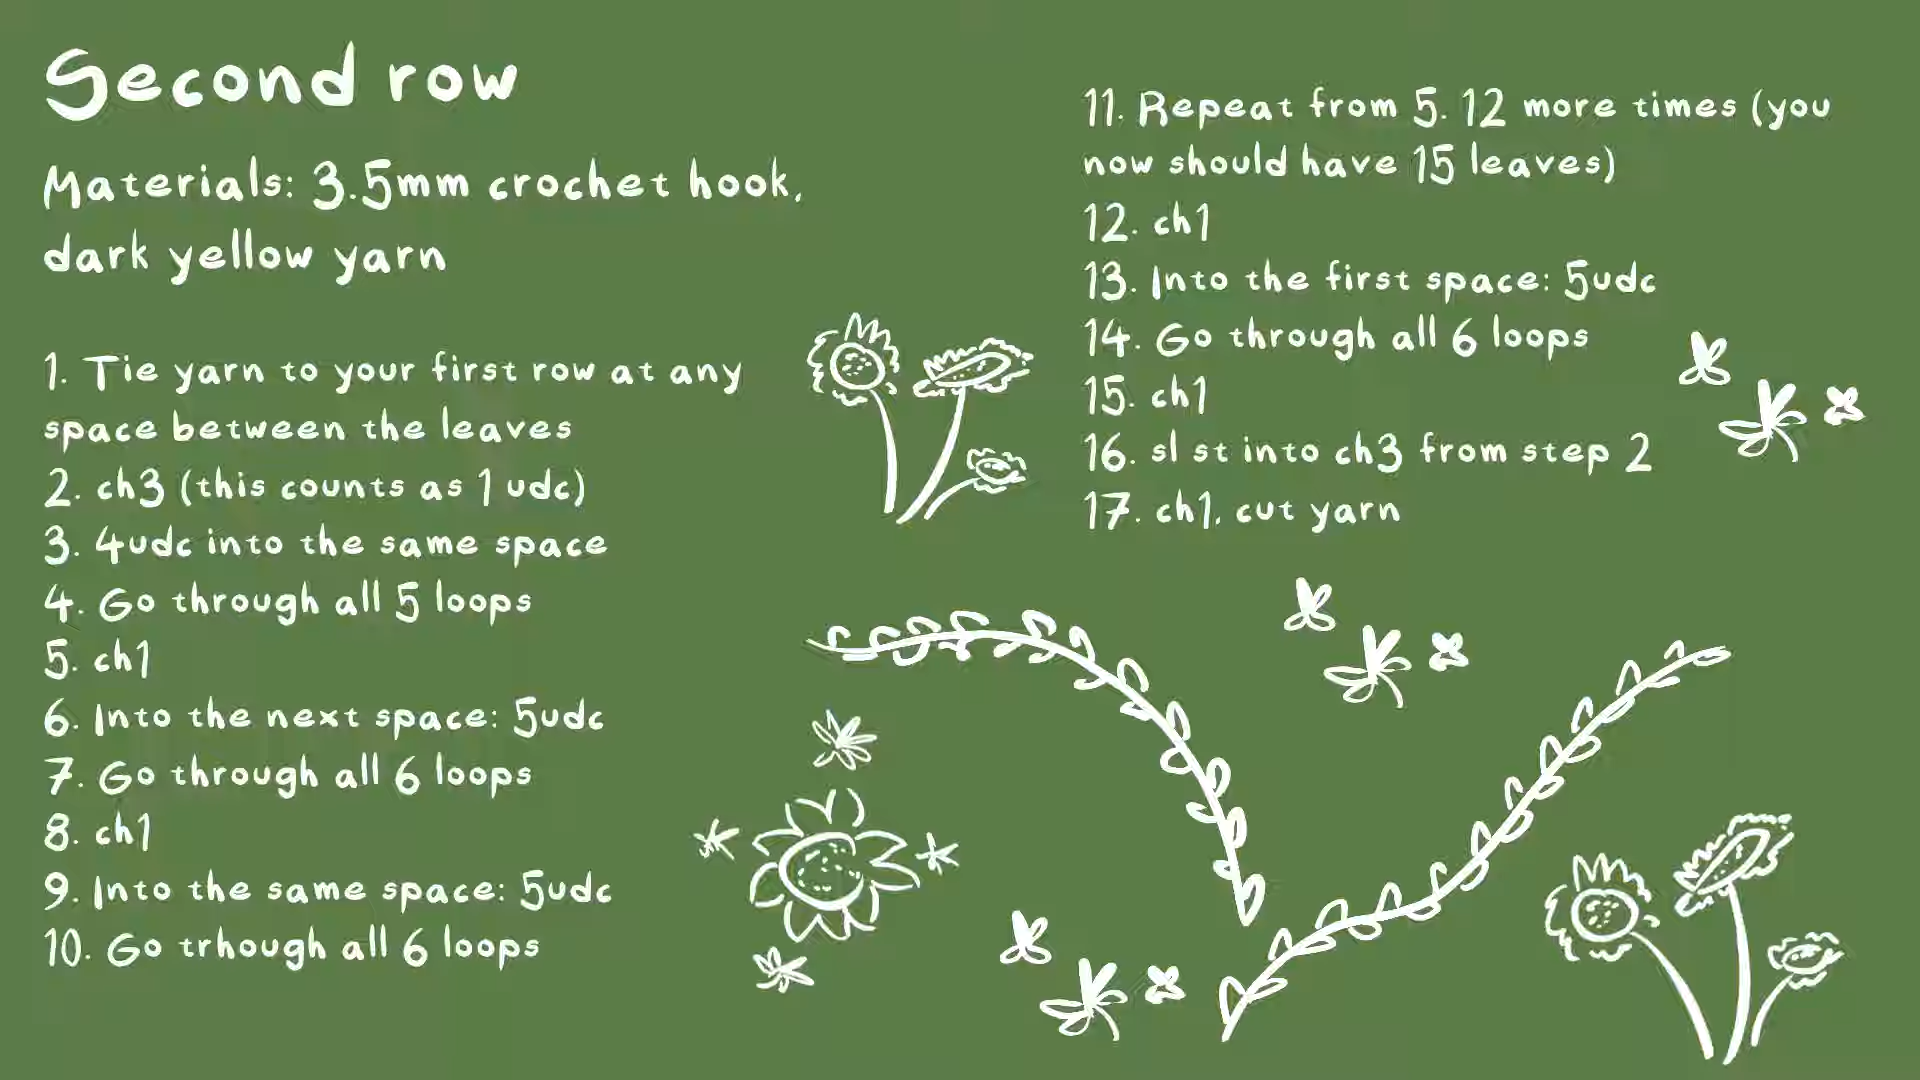 Second row
Materials: 3.5mm crochet hook,
dark yellow yarn
1. Tie yarn to your first row at any
space between the leaves
2. ch3 (this counts as 1 udc)
3. 4udc into the same space
4. Go through all 5 loops
5. ch1
6. Into the next space: 5udc
7. Go through all 6 loops
8. ch1
9. Into the same space: 5udc
10. Go trhough all 6 loops
11. Repeat from 5. 12 more times (you
now should have 15 leaves)
12. ch1
13. Into the first space: 5udc
14. Go through all 6 loops
15. ch1
16. sl st into ch3 from step 2
17. ch1, cut yarn